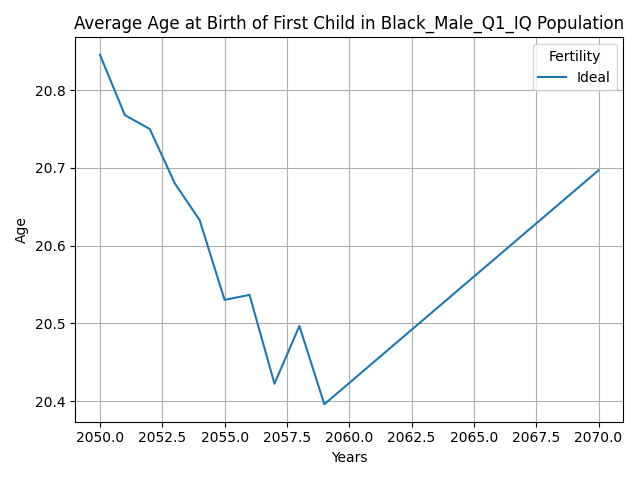 Average Age at Birth of First Child in Black_Male_Q1_IQ Population
Fertility
Ideal
Age
20.8
20.7
20.6
20.5
20.4
2050.0 2052.5 2055.0 2057.5 2060.0 2062.5 2065.0 2067.5 2070.0
Years